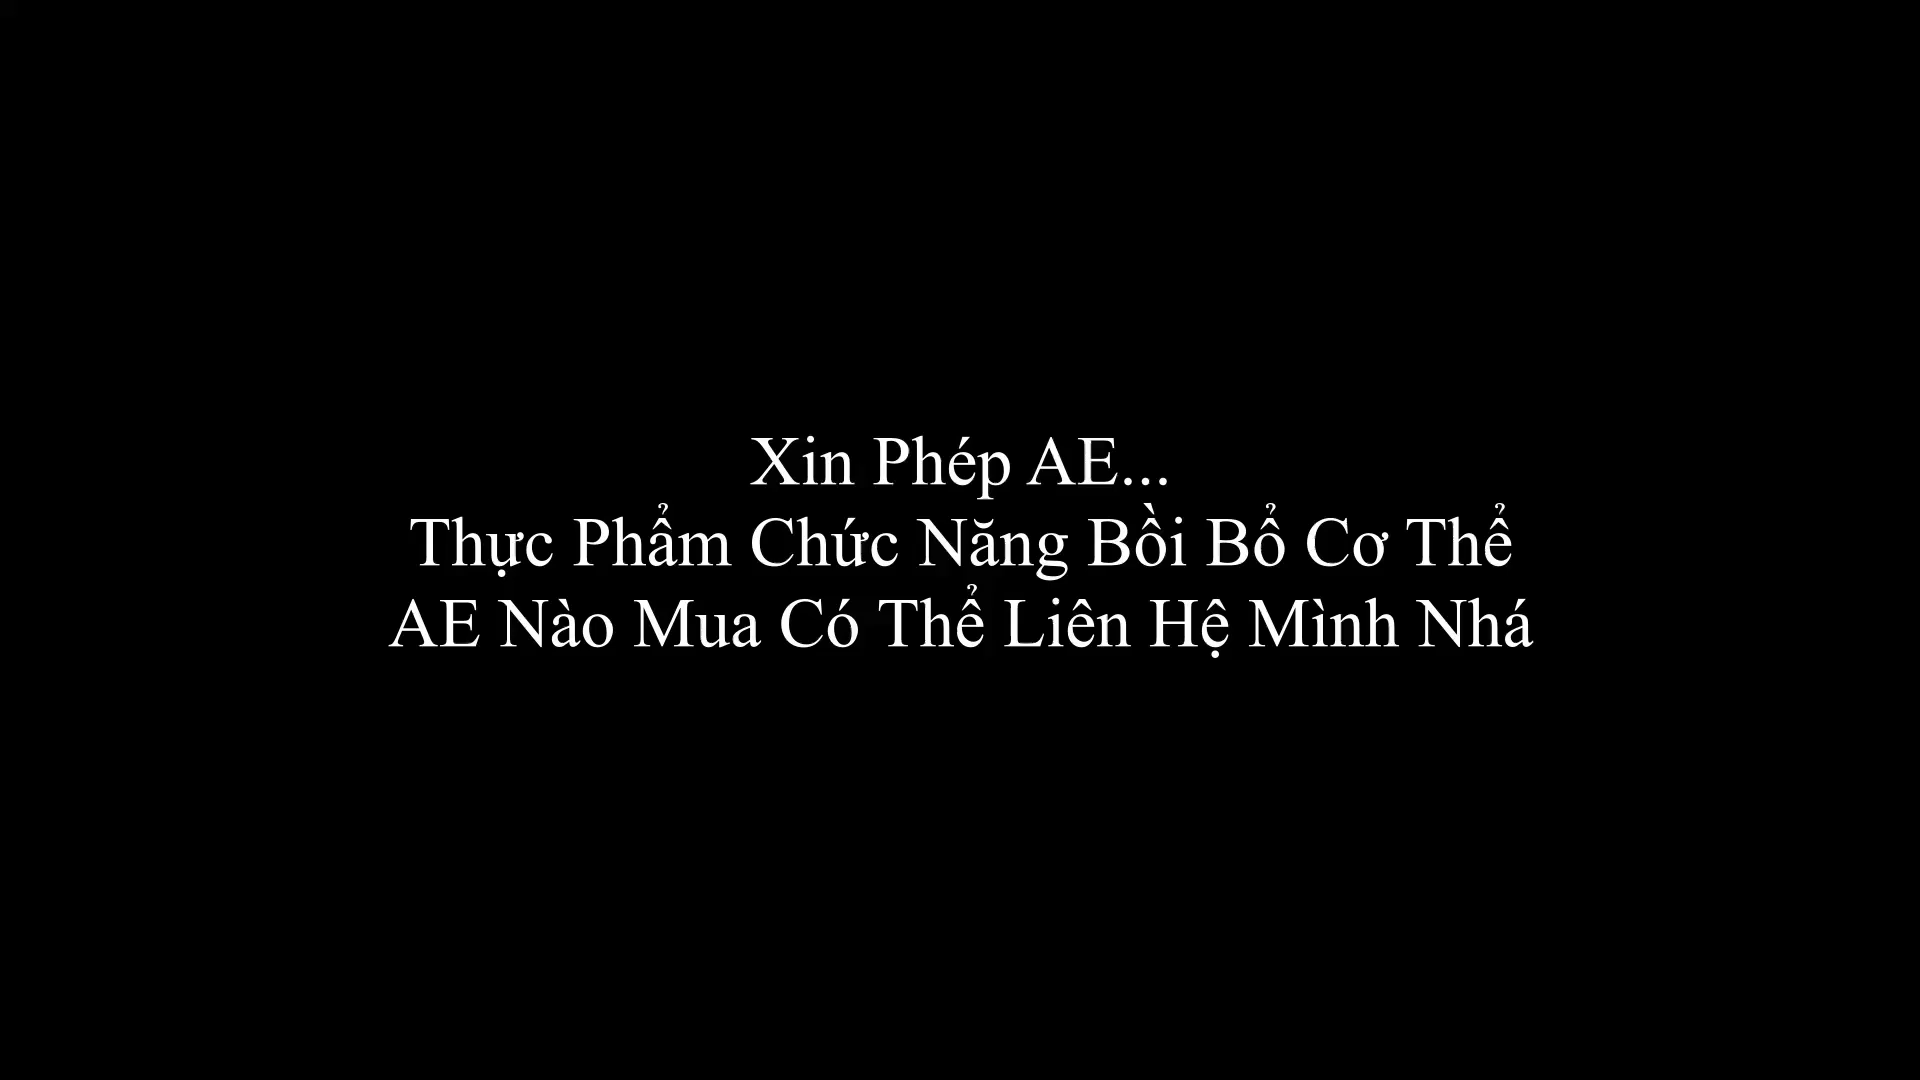 Xin Phép AE...
Thực Phẩm Chức Năng Bồi Bổ Cơ Thể
AE Nào Mua Có Thể Liên Hệ Mình Nhá